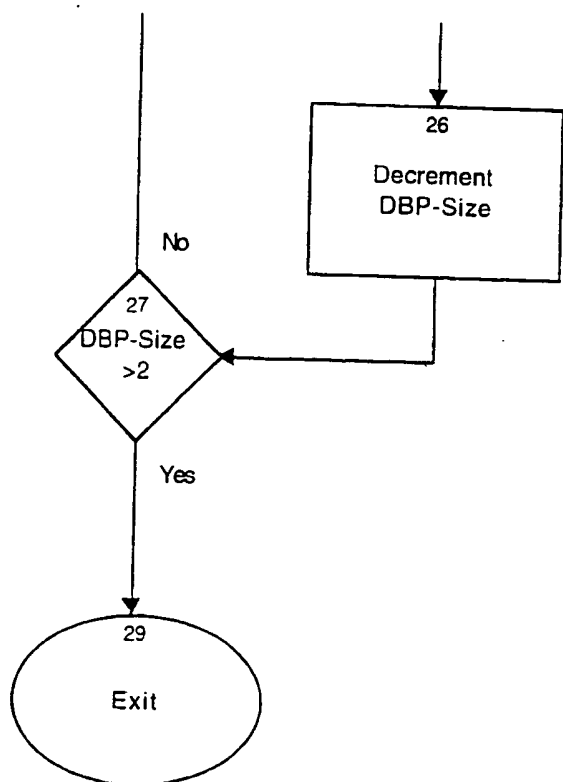 26
Decrement
DBP-Size
No
27
DBP-Size
>2
Yes
29
Exit